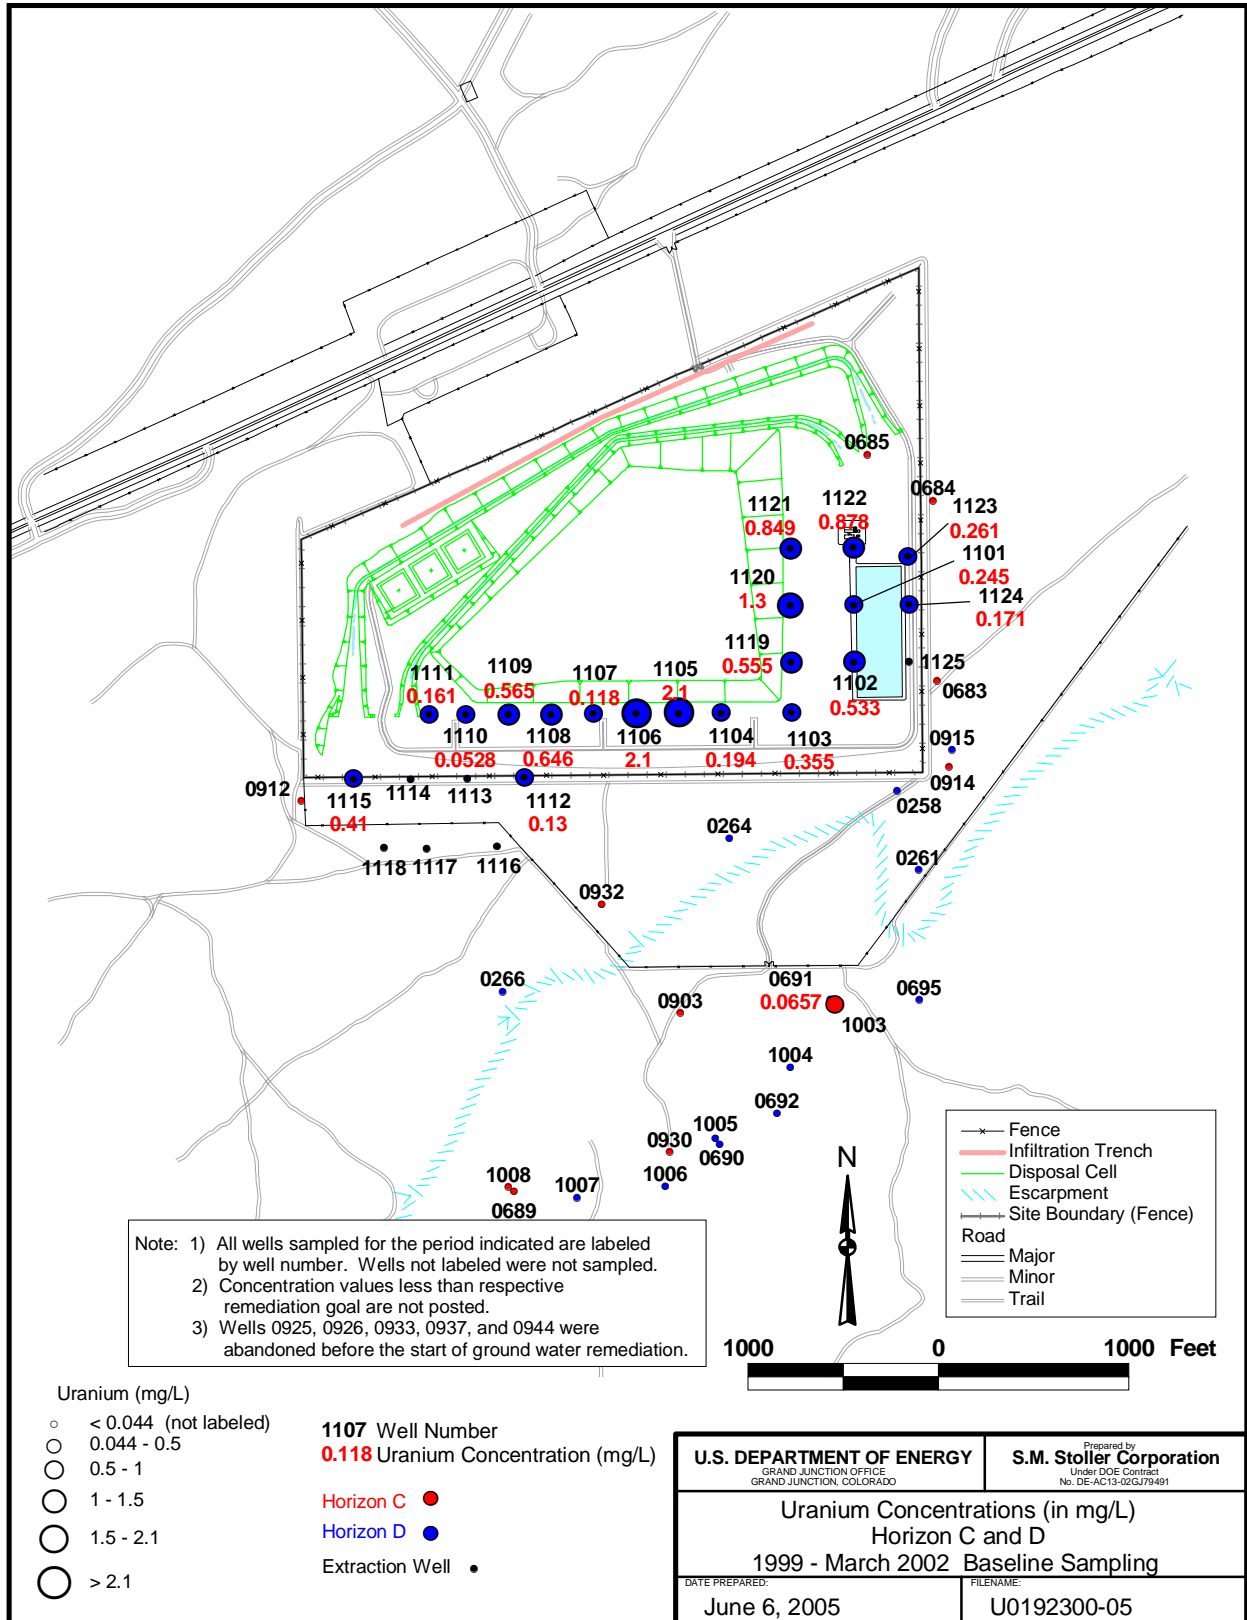 0685
0684
1121
0.849
1122
0.878
1123
0.261
1101
0.245
1120
1.3
1124
0.171
1119
0.555
1125
1102
0.533
0683
1111
0.161
1109
0.565
1107
0.118
1105
2.1
1110
0.0528
1108
0.646
1106
2.1
1104
0.194
1103
0.355
0915
0914
0912
1115
0.41
1114
1113
1112
0.13
0258
0264
0261
1118
1117
1116
0932
0266
0903
0691
0.0657
1003
0695
1004
0692
1005
0690
0930
1006
1008
0689
1007
N
Fence
Infiltration Trench
Disposal Cell
Escarpment
Site Boundary (Fence)
Road
Major
Minor
Trail
Note: 1) All wells sampled for the period indicated are labeled
by well number. Wells not labeled were not sampled.
2) Concentration values less than respective
remediation goal are not posted.
3) Wells 0925, 0926, 0933, 0937, and 0944 were
abandoned before the start of ground water remediation.
1000 0 1000 Feet
Uranium (mg/L)
< 0.044 (not labeled)
0.044 - 0.5
0.5 - 1
1 - 1.5
1.5 - 2.1
> 2.1
1107 Well Number
0.118 Uranium Concentration (mg/L)
Horizon C
Horizon D
Extraction Well
U.S. DEPARTMENT OF ENERGY
GRAND JUNCTION OFFICE
GRAND JUNCTION, COLORADO
Prepared by
S.M. Stoller Corporation
Under DOE Contract
No. DE-AC13-02GJ79491
Uranium Concentrations (in mg/L)
Horizon C and D
1999 - March 2002 Baseline Sampling
DATE PREPARED:
June 6, 2005
FILENAME:
U0192300-05